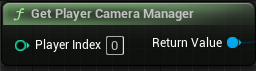 Get Player Camera Manager
Player Index 0 Return Value